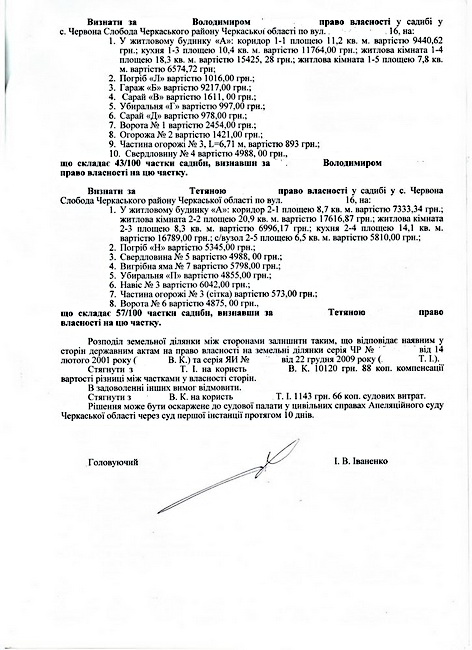 Визнати за Володимиром право власності у садибі у
с. Червона Слобода Черкаського району Черкаської області по вул. 16, на:
1. У житловому будинку «А»: коридор 1-1 площею 11,2 кв. м. вартістю 9440,62
грн.; кухня 1-3 площею 10,4 кв. м. вартістю 11764,00 грн.; житлова кімната 1-4
площею 18,3 кв. м. вартістю 15425, 28 грн.; житлова кімната 1-5 площею 7,8 кв.
м. вартістю 6574,72 грн;
2. Погріб «Л» вартістю 1016,00 грн.;
3. Гараж «Б» вартістю 9217,00 грн.;
4. Сарай «В» вартістю 1611, 00 грн.;
5. Убиральня «Г» вартістю 997,00 грн.;
6. Сарай «Д» вартістю 978,00 грн.;
7. Ворота № 1 вартістю 2454,00 грн.;
8. Огорожа № 2 вартістю 1421,00 грн.;
9. Частина огорожі № 3, L=6,71 м, вартістю 893 грн.;
10. Свердловину № 4 вартістю 4988, 00 грн.,
що складає 43/100 частки садиби, визнавши за Володимиром
право власності на цю частку.
Визнати за Тетяною право власності у садибі у с. Червона
Слобода Черкаського району Черкаської області по вул. 16, на:
1. У житловому будинку «А»: коридор 2-1 площею 8,7 кв. м. вартістю 7333,34 грн.;
житлова кімната 2-2 площею 20,9 кв. м. вартістю 17616,87 грн.; житлова кімната
2-3 площею 8,3 кв. м. вартістю 6996,17 грн.; кухня 2-4 площею 14,1 кв. м.
вартістю 16789,00 грн.; с/вузол 2-5 площею 6,5 кв. м. вартістю 5810,00 грн.;
2. Погріб «Н» вартістю 5345,00 грн.;
3. Свердловина № 5 вартістю 4988, 00 грн.;
4. Вигрібна яма № 7 вартістю 5798,00 грн.;
5. Убиральня «П» вартістю 4855,00 грн.;
6. Навіс № 3 вартістю 6042,00 грн.;
7. Частина огорожі № 3 (сітка) вартістю 573,00 грн.;
8. Ворота № 6 вартістю 4875, 00 грн.,
що складає 57/100 частки садиби, визнавши за Тетяною право
власності на цю частку.
Розподіл земельної ділянки між сторонами залишити таким, що відповідає наявним у
сторін державним актам на право власності на земельні ділянки серія ЧР № від 14
лютого 2001 року ( В. К.) та серія ЯИ № від 22 грудня 2009 року ( Т. І.).
Стягнути з Т. І. на користь В. К. 10120 грн. 88 коп. компенсації
вартості різниці між частками у власності сторін.
В задоволенні інших вимог відмовити.
Стягнути з В. К. на користь Т. І. 1143 грн. 66 коп. судових витрат.
Рішення може бути оскаржене до судової палати у цивільних справах Апеляційного суду
Черкаської області через суд першої інстанції протягом 10 днів.
Головуючий І. В. Іваненко